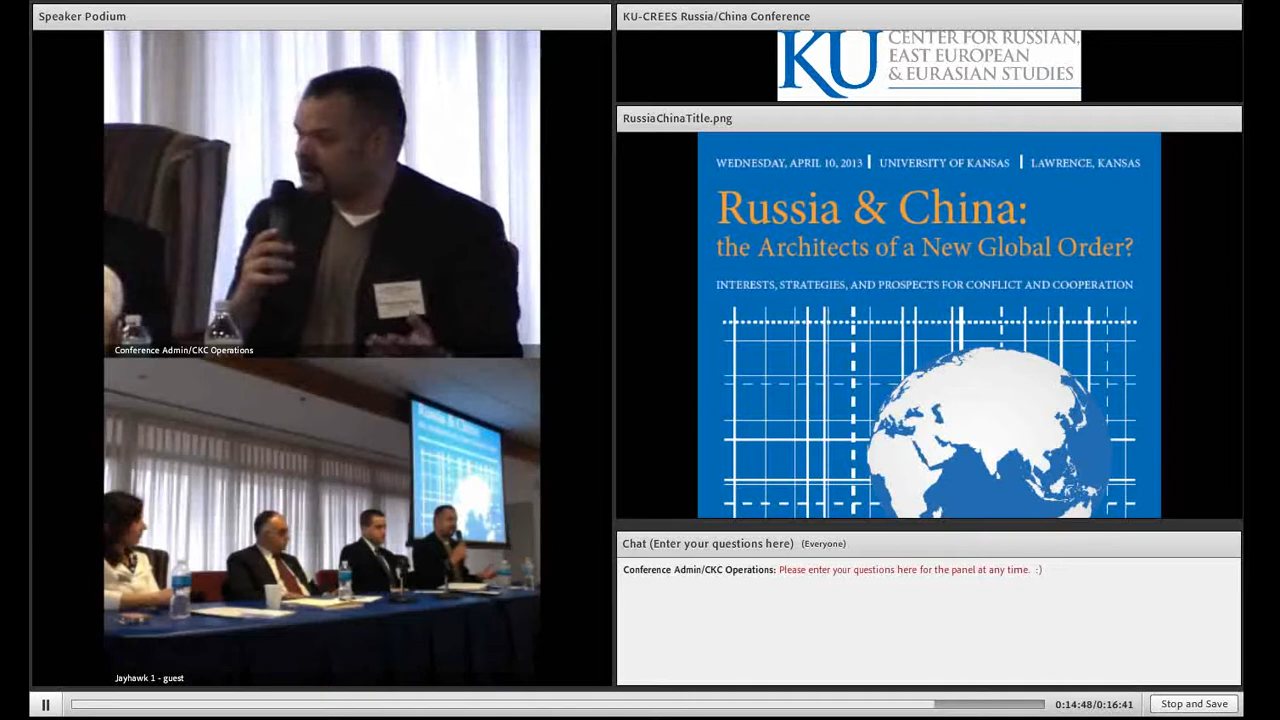 Speaker Podium
Conference Admin/CKC Operations
Russia & China
Jayhawk 1 - guest
KU-CREES Russia/China Conference
KU
CENTER FOR RUSSIAN,
EAST EUROPEAN
& EURASIAN STUDIES
RussiaChinaTitle.png
WEDNESDAY, APRIL 10, 2013 | UNIVERSITY OF KANSAS | LAWRENCE, KANSAS
Russia & China:
the Architects of a New Global Order?
INTERESTS, STRATEGIES, AND PROSPECTS FOR CONFLICT AND COOPERATION
Chat (Enter your questions here) (Everyone)
Conference Admin/CKC Operations: Please enter your questions here for the panel at any time. :)
0:14:48/0:16:41
Stop and Save